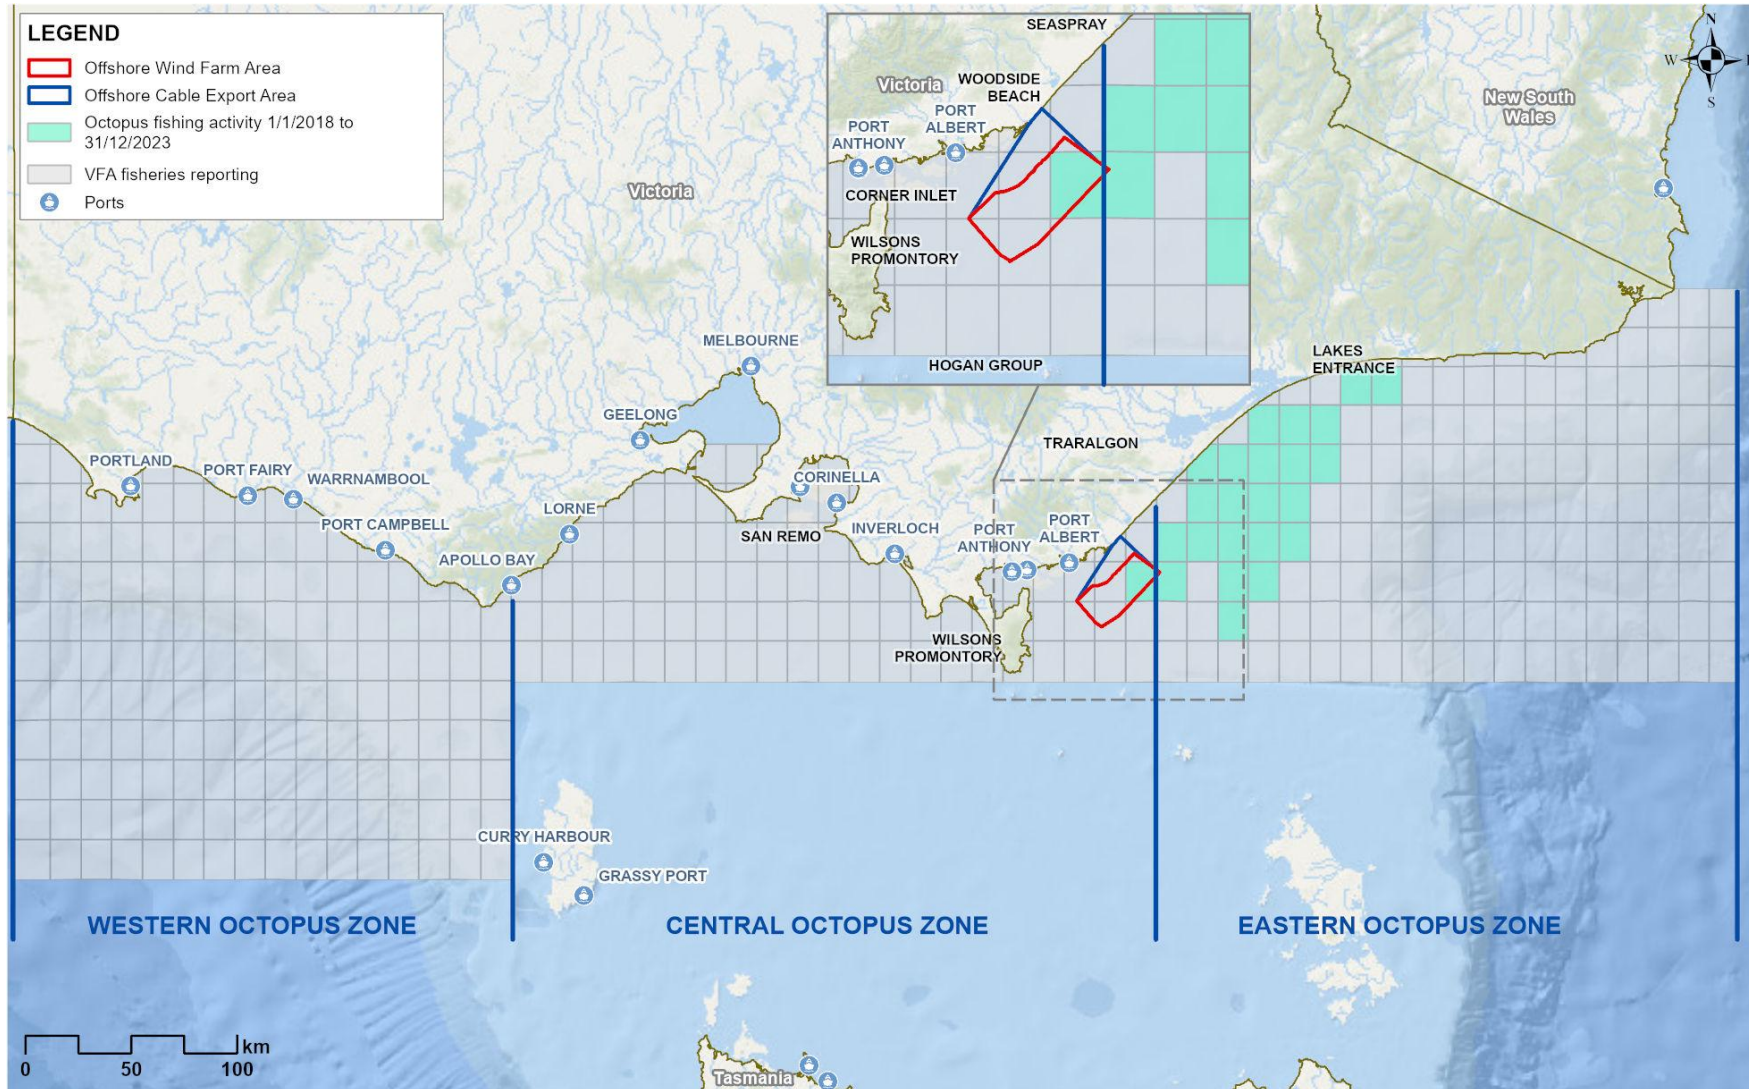 LEGEND
Offshore Wind Farm Area
Offshore Cable Export Area
Octopus fishing activity 1/1/2018 to
31/12/2023
VFA fisheries reporting
Ports
SEASPRAY
Victoria
WOODSIDE
BEACH
PORT
ALBERT
PORT
ANTHONY
CORNER INLET
WILSONS
PROMONTORY
HOGAN GROUP
N
W
E
S
New South
Wales
Victoria
MELBOURNE
GEELONG
LAKES
ENTRANCE
TRARALGON
PORTLAND
PORT FAIRY
WARRNAMBOOL
PORT CAMPBELL
APOLLO BAY
LORNE
CORINELLA
SAN REMO
INVERLOCH
PORT
ANTHONY
PORT
ALBERT
WILSONS
PROMONTORY
CURRY HARBOUR
GRASSY PORT
WESTERN OCTOPUS ZONE
CENTRAL OCTOPUS ZONE
EASTERN OCTOPUS ZONE
km
0 50 100
Tasmania